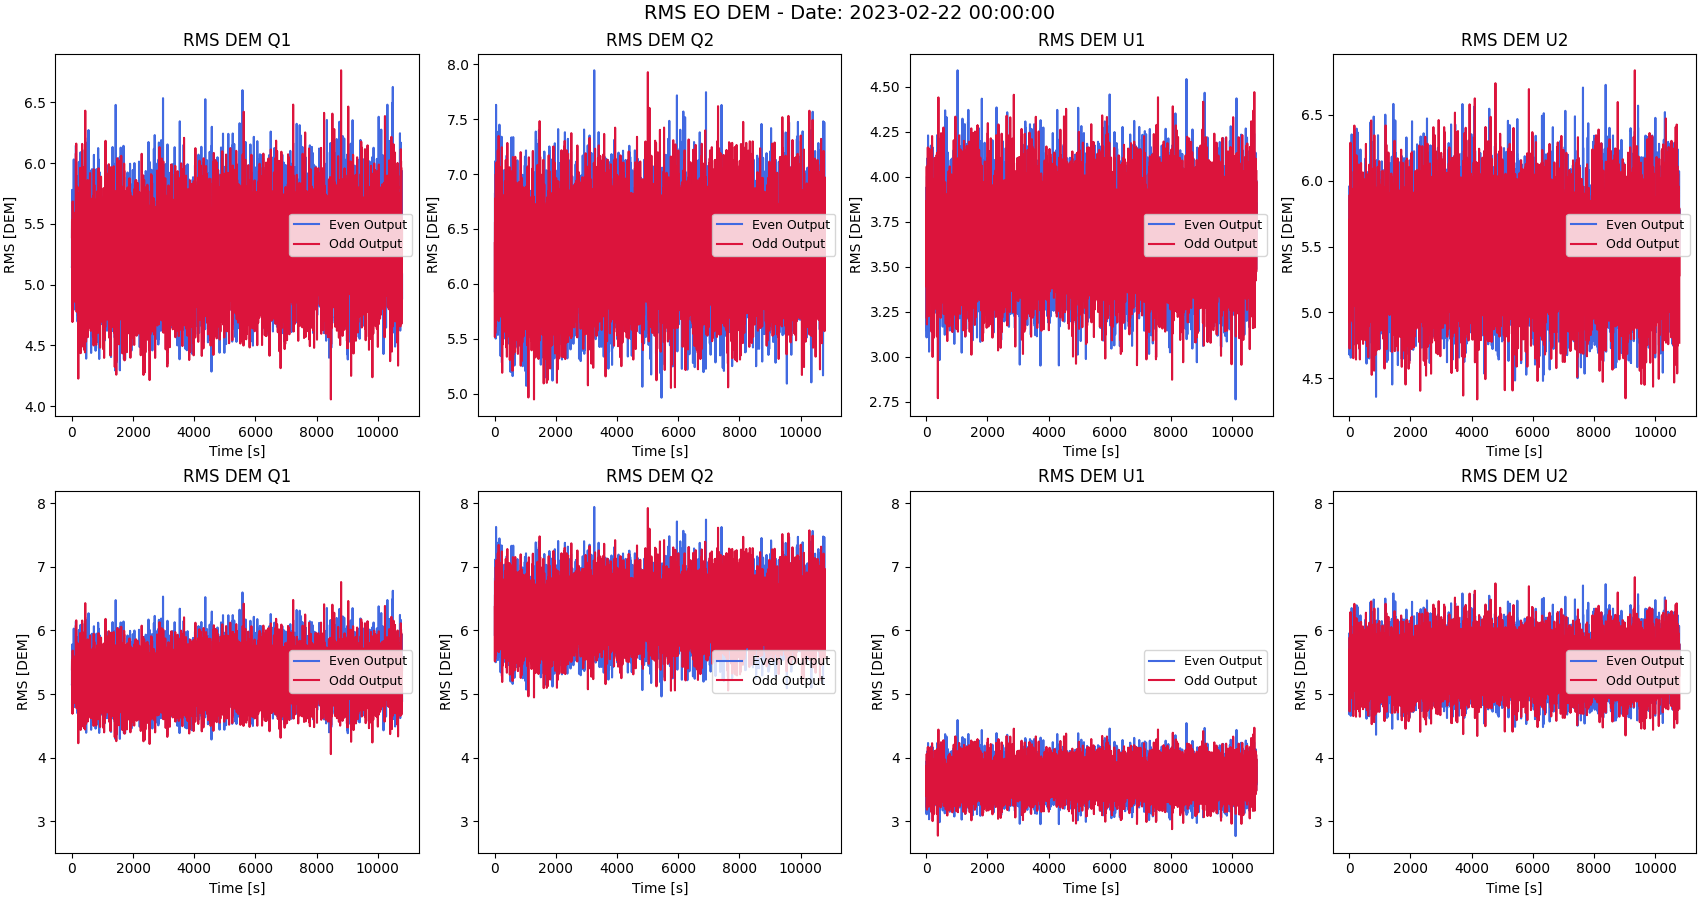 RMS EO DEM - Date: 2023-02-22 00:00:00
RMS DEM Q1
RMS [DEM]
6.5
6.0
5.5
5.0
4.5
4.0
Even Output
Odd Output
0 2000 4000 6000 8000 10000
Time [s]
RMS DEM Q2
RMS [DEM]
8.0
7.5
7.0
6.5
6.0
5.5
5.0
Even Output
Odd Output
0 2000 4000 6000 8000 10000
Time [s]
RMS DEM U1
RMS [DEM]
4.50
4.25
4.00
3.75
3.50
3.25
3.00
2.75
Even Output
Odd Output
0 2000 4000 6000 8000 10000
Time [s]
RMS DEM U2
RMS [DEM]
6.5
6.0
5.5
5.0
4.5
Even Output
Odd Output
0 2000 4000 6000 8000 10000
Time [s]
RMS DEM Q1
RMS [DEM]
8
7
6
5
4
3
Even Output
Odd Output
0 2000 4000 6000 8000 10000
Time [s]
RMS DEM Q2
RMS [DEM]
8
7
6
5
4
3
Even Output
Odd Output
0 2000 4000 6000 8000 10000
Time [s]
RMS DEM U1
RMS [DEM]
8
7
6
5
4
3
Even Output
Odd Output
0 2000 4000 6000 8000 10000
Time [s]
RMS DEM U2
RMS [DEM]
8
7
6
5
4
3
Even Output
Odd Output
0 2000 4000 6000 8000 10000
Time [s]